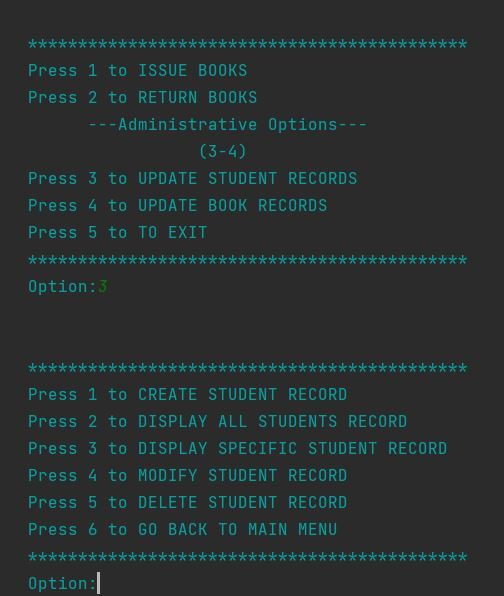 ********************************************
Press 1 to ISSUE BOOKS
Press 2 to RETURN BOOKS
---Administrative Options---
(3-4)
Press 3 to UPDATE STUDENT RECORDS
Press 4 to UPDATE BOOK RECORDS
Press 5 to TO EXIT
********************************************
Option:3
********************************************
Press 1 to CREATE STUDENT RECORD
Press 2 to DISPLAY ALL STUDENTS RECORD
Press 3 to DISPLAY SPECIFIC STUDENT RECORD
Press 4 to MODIFY STUDENT RECORD
Press 5 to DELETE STUDENT RECORD
Press 6 to GO BACK TO MAIN MENU
********************************************
Option: